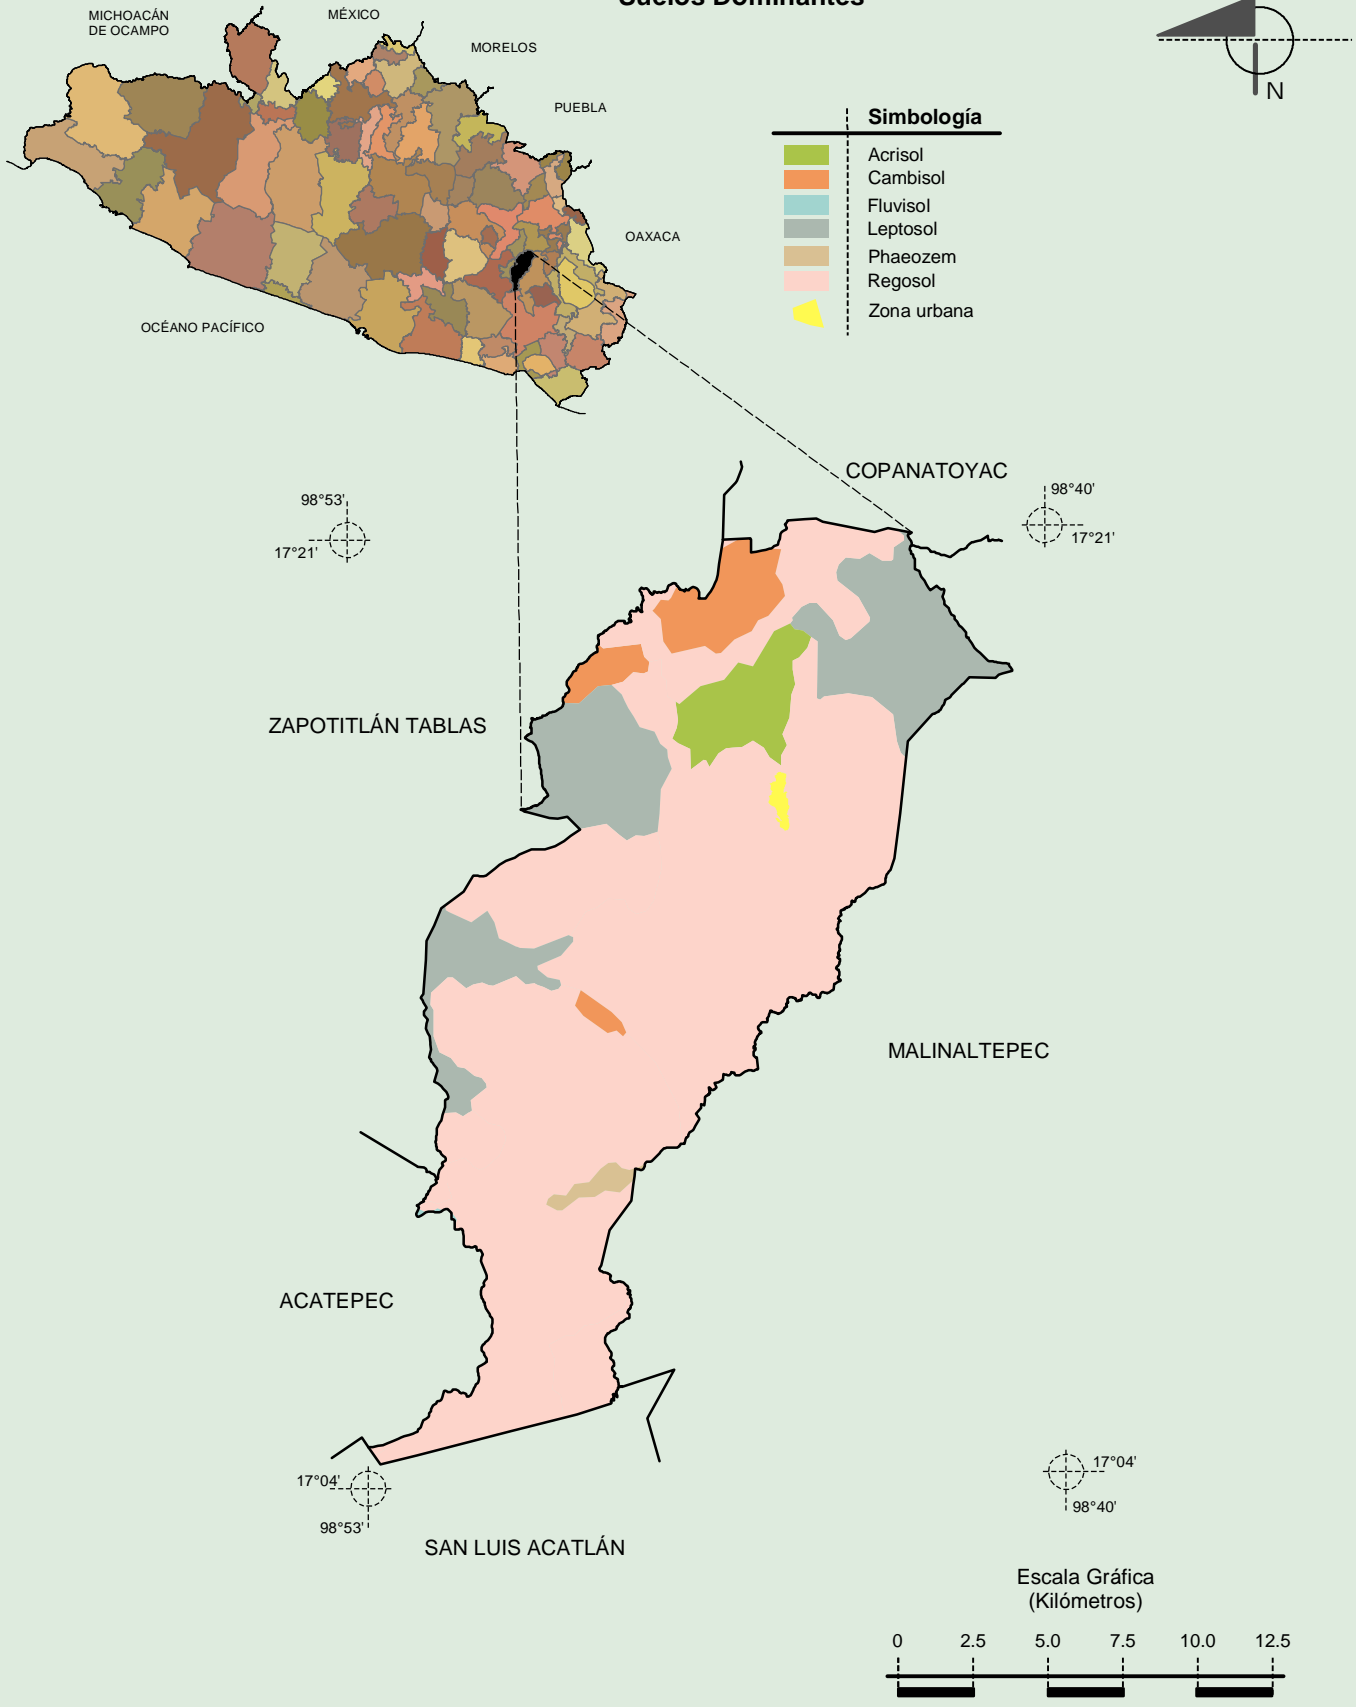 Suelos Dominantes
MICHOACÁN
DE OCAMPO
MÉXICO
MORELOS
PUEBLA
OAXACA
OCÉANO PACÍFICO
N
Simbología
Acrisol
Cambisol
Fluvisol
Leptosol
Phaeozem
Regosol
Zona urbana
COPANATOYAC
98°53'
17°21'
98°40'
17°21'
ZAPOTITLÁN TABLAS
MALINALTEPEC
ACATEPEC
17°04'
98°53'
17°04'
98°40'
SAN LUIS ACATLÁN
Escala Gráfica
(Kilómetros)
0 2.5 5.0 7.5 10.0 12.5